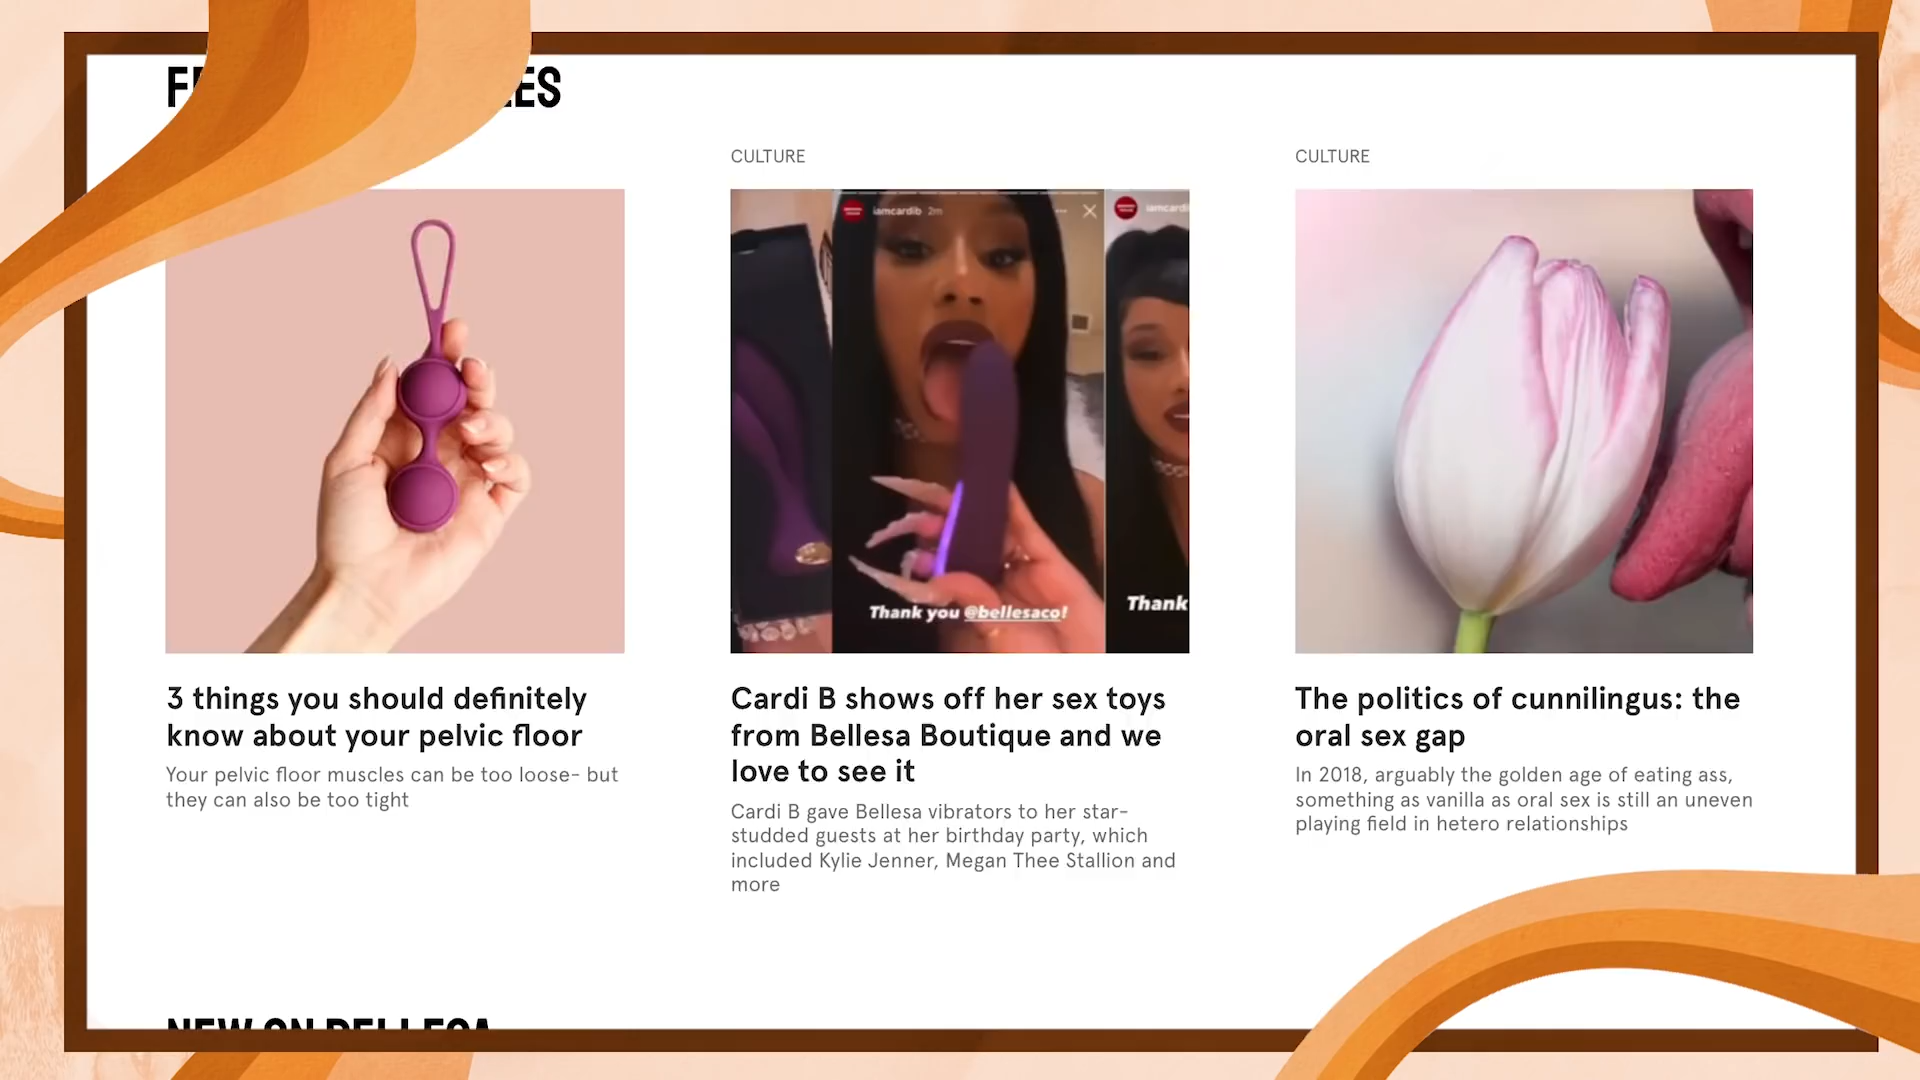 CULTURE
CULTURE
iamcardib 2m
Thank you @bellesaco!
Thank
3 things you should definitely
know about your pelvic floor
Your pelvic floor muscles can be too loose- but
they can also be too tight
Cardi B shows off her sex toys
from Bellesa Boutique and we
love to see it
Cardi B gave Bellesa vibrators to her star-
studded guests at her birthday party, which
included Kylie Jenner, Megan Thee Stallion and
more
The politics of cunnilingus: the
oral sex gap
In 2018, arguably the golden age of eating ass,
something as vanilla as oral sex is still an uneven
playing field in hetero relationships
NEW ON BELLESA